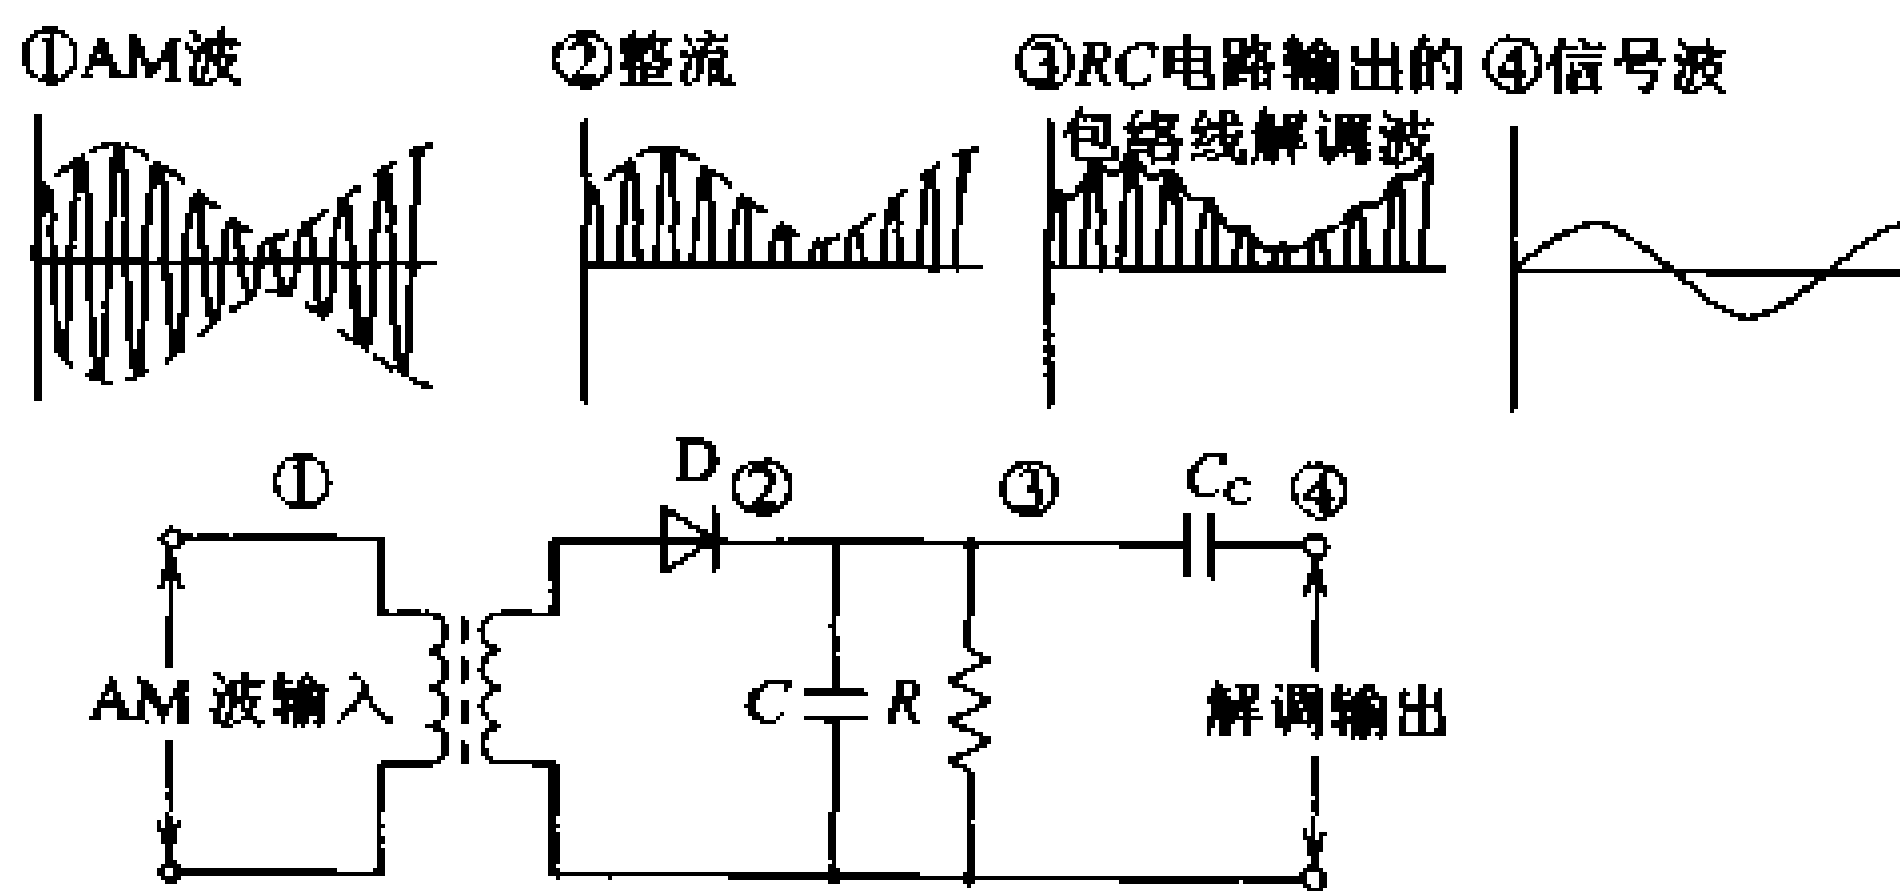 ①AM波
②整流
③RC电路输出的
包络线解调波
④信号波
①
D
②
③
Cc
④
AM 波输入
C
R
解调输出